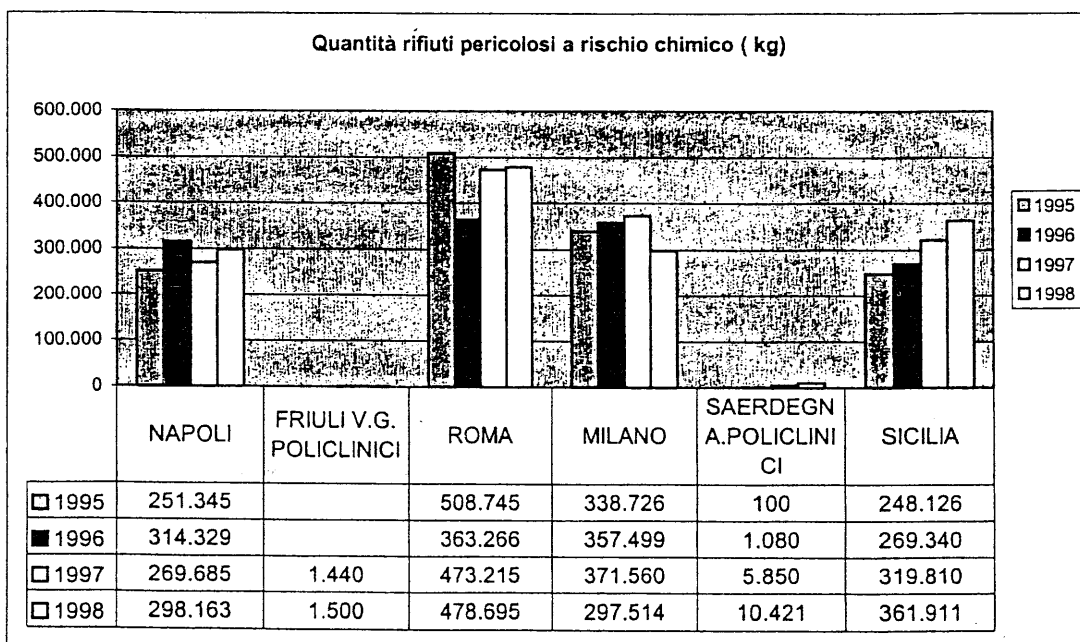 Quantità rifiuti pericolosi a rischio chimico ( kg)
600.000
500.000
400.000
300.000
200.000
100.000
0
1995
1996
1997
1998
NAPOLI FRIULI V.G. POLICLINICI ROMA MILANO SAERDEGN A.POLICLINI CI SICILIA
1995 251.345 508.745 338.726 100 248.126
1996 314.329 363.266 357.499 1.080 269.340
1997 269.685 1.440 473.215 371.560 5.850 319.810
1998 298.163 1.500 478.695 297.514 10.421 361.911